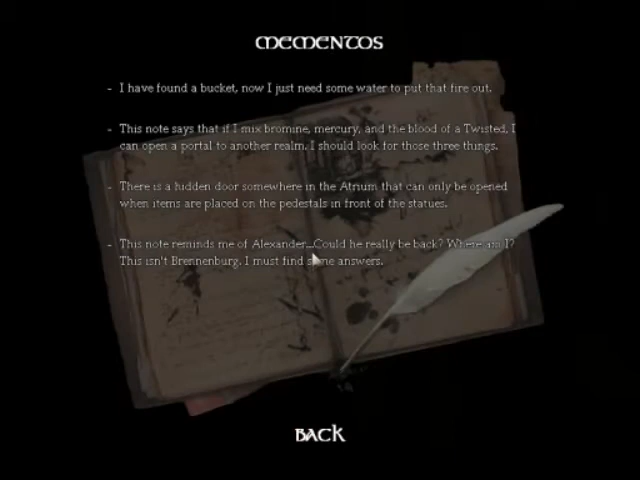 MEMENTOS
- I have found a bucket, now I just need some water to put that fire out.
- This note says that if I mix bromine, mercury, and the blood of a Twisted, I
can open a portal to another realm. I should look for those three things.
- There is a hidden door somewhere in the Atrium that can only be opened
when items are placed on the pedestals in front of the statues.
- This note reminds me of Alexander...Could he really be back? Where am I?
This isn't Brennenburg. I must find some answers.
BACK